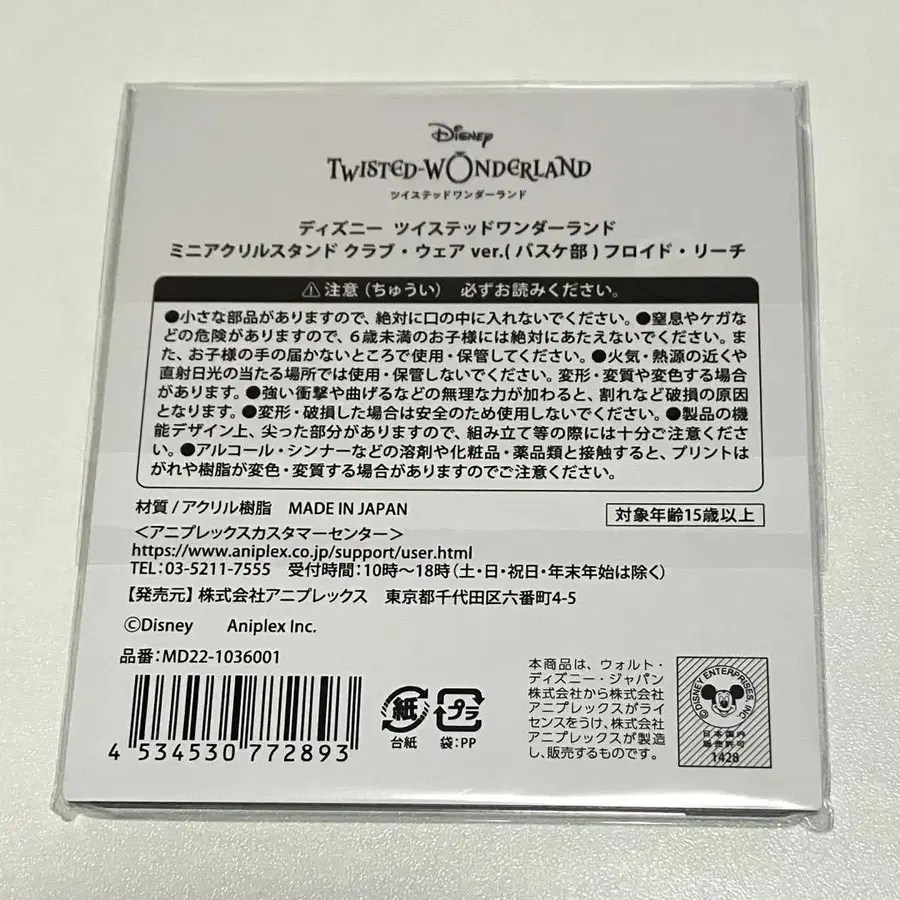 Disney
TWISTED-WONDERLAND
ツイステッドワンダーランド
ディズニー ツイステッドワンダーランド
ミニアクリルスタンド クラブ・ウェア ver.(バスケ部)フロイド・リーチ
⚠注意(ちゅうい) 必ずお読みください。
●小さな部品がありますので、絶対に口の中に入れないでください。●窒息やケガな
どの危険がありますので、6歳未満のお子様には絶対にあたえないでください。ま
た、お子様の手の届かないところで使用・保管してください。●火気・熱源の近くや
直射日光の当たる場所では使用・保管しないでください。変形・変質や変色する場合
があります。●強い衝撃や曲げるなどの無理な力が加わると、割れなど破損の原因
となります。●変形・破損した場合は安全のため使用しないでください。●製品の機
能デザイン上、尖った部分がありますので、組み立て等の際には十分ご注意くださ
い。●アルコール・シンナーなどの溶剤や化粧品・薬品類と接触すると、プリントは
がれや樹脂が変色・変質する場合がありますのでご注意ください。
材質/アクリル樹脂 MADE IN JAPAN
対象年齢15歳以上
<アニプレックスカスタマーセンター>
https://www.aniplex.co.jp/support/user.html
TEL:03-5211-7555 受付時間:10時~18時(土・日・祝日・年末年始は除く)
【発売元】株式会社アニプレックス 東京都千代田区六番町4-5
©Disney Aniplex Inc.
品番:MD22-1036001
4 534530 772893
紙
台紙
プラ
袋:PP
本商品は、ウォルト・
ディズニー・ジャパン
株式会社から株式会社
アニプレックスがライ
センスをうけ、株式会社
アニプレックスが製造
し、販売するものです。
©DISNEY ENTERPRISES, INC.
日本国内
販売許可
1428